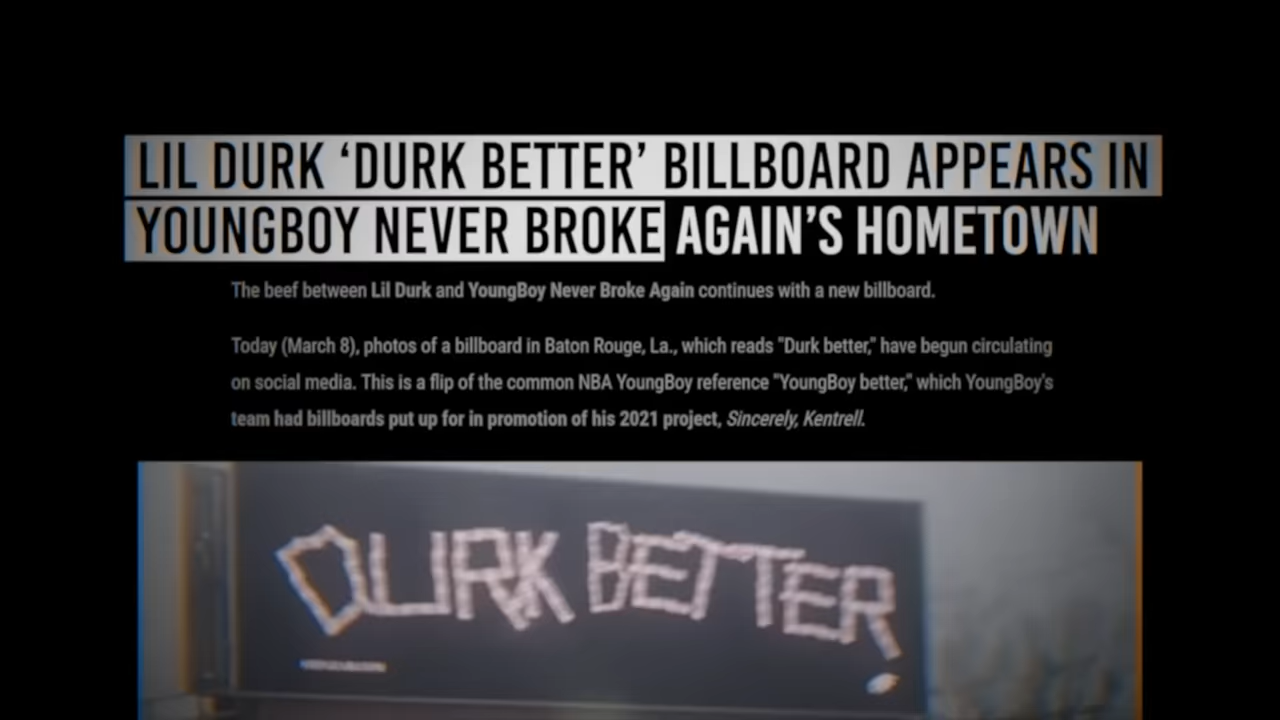 LIL DURK ‘DURK BETTER’ BILLBOARD APPEARS IN
YOUNGBOY NEVER BROKE AGAIN’S HOMETOWN
The beef between Lil Durk and YoungBoy Never Broke Again continues with a new billboard.
Today (March 8), photos of a billboard in Baton Rouge, La., which reads "Durk better," have begun circulating
on social media. This is a flip of the common NBA YoungBoy reference "YoungBoy better," which YoungBoy's
team had billboards put up for in promotion of his 2021 project, Sincerely, Kentrell.
DURK BETTER